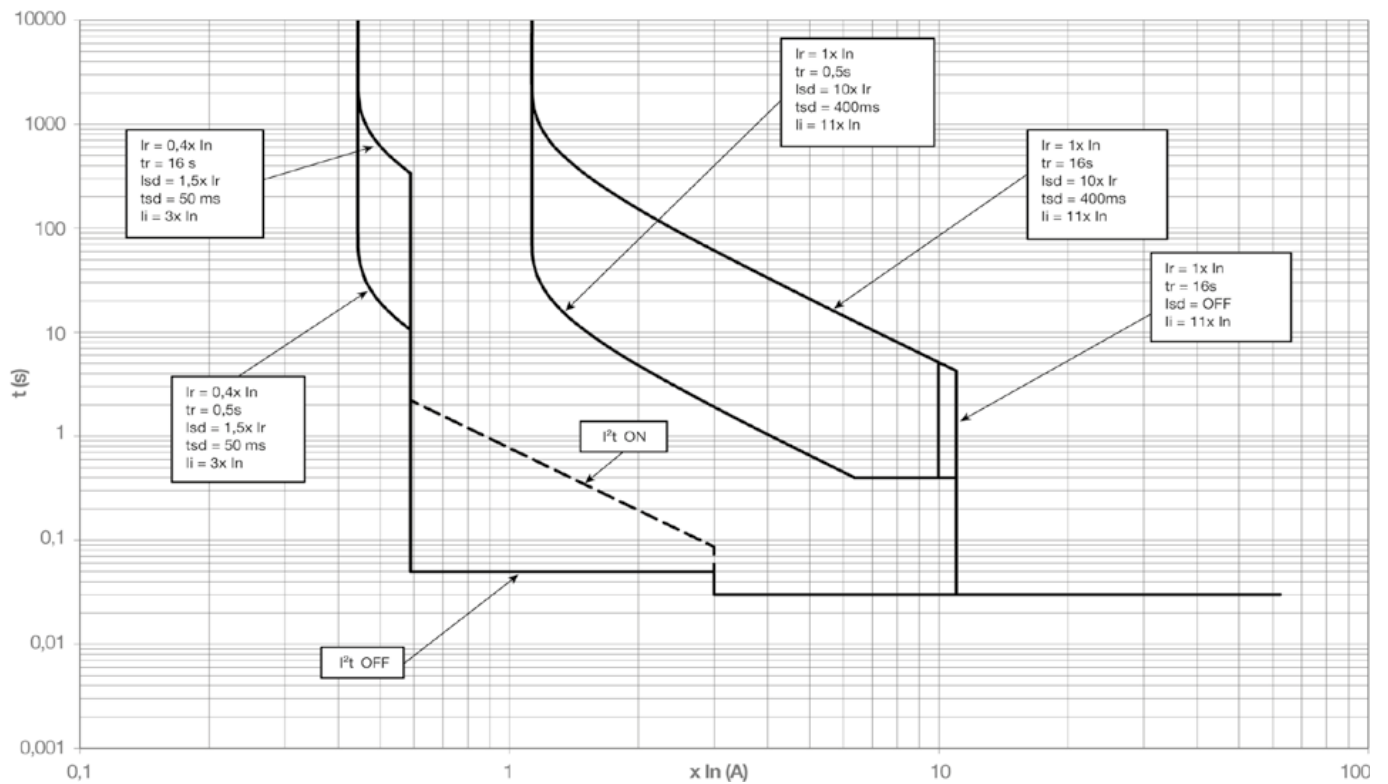 10000
1000
100
10
1
0,1
0,01
0,001
t (s)
Ir = 0,4x In
tr = 16 s
Isd = 1,5x Ir
tsd = 50 ms
Ii = 3x In
Ir = 1x In
tr = 0,5s
Isd = 10x Ir
tsd = 400ms
Ii = 11x In
Ir = 1x In
tr = 16s
Isd = 10x Ir
tsd = 400ms
Ii = 11x In
Ir = 1x In
tr = 16s
Isd = OFF
Ii = 11x In
Ir = 0,4x In
tr = 0,5s
Isd = 1,5x Ir
tsd = 50 ms
Ii = 3x In
I²t ON
I²t OFF
0,1
1
x In (A)
10
100